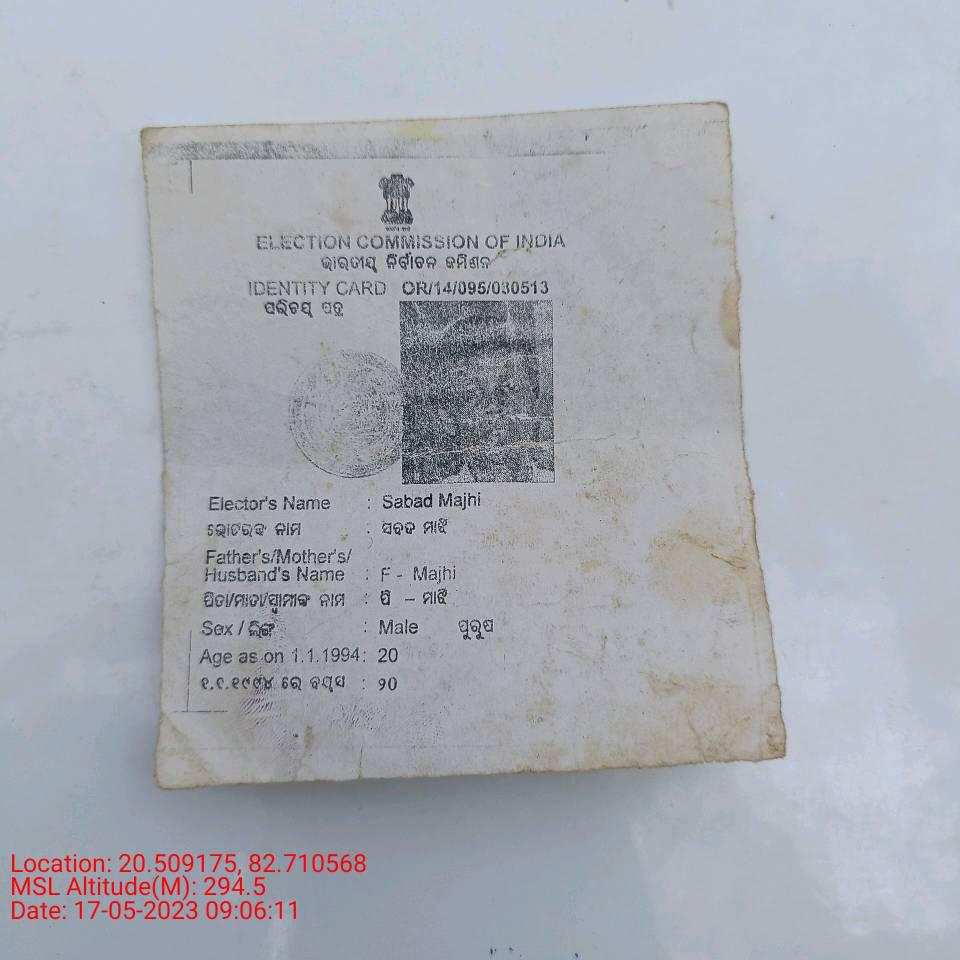 ELECTION COMMISSION OF INDIA
ଭାରତୀୟ ନିର୍ବାଚନ କମିଶନ
IDENTITY CARD OR/14/095/030513
ପରିଚୟ ପତ୍ର
Elector's Name : Sabad Majhi
ଭୋଟରଙ୍କ ନାମ : ସବଦ ମାଝି
Father's/Mother's/
Husband's Name : F - Majhi
ପିତା/ମାତା/ସ୍ୱାମୀଙ୍କ ନାମ : ପି – ମାଝି
Sex / ଲିଙ୍ଗ : Male ପୁରୁଷ
Age as on 1.1.1994: 20
୧.୧.୧୯୯୪ ରେ ବୟସ : ୨୦
Location: 20.509175, 82.710568
MSL Altitude(M): 294.5
Date: 17-05-2023 09:06:11